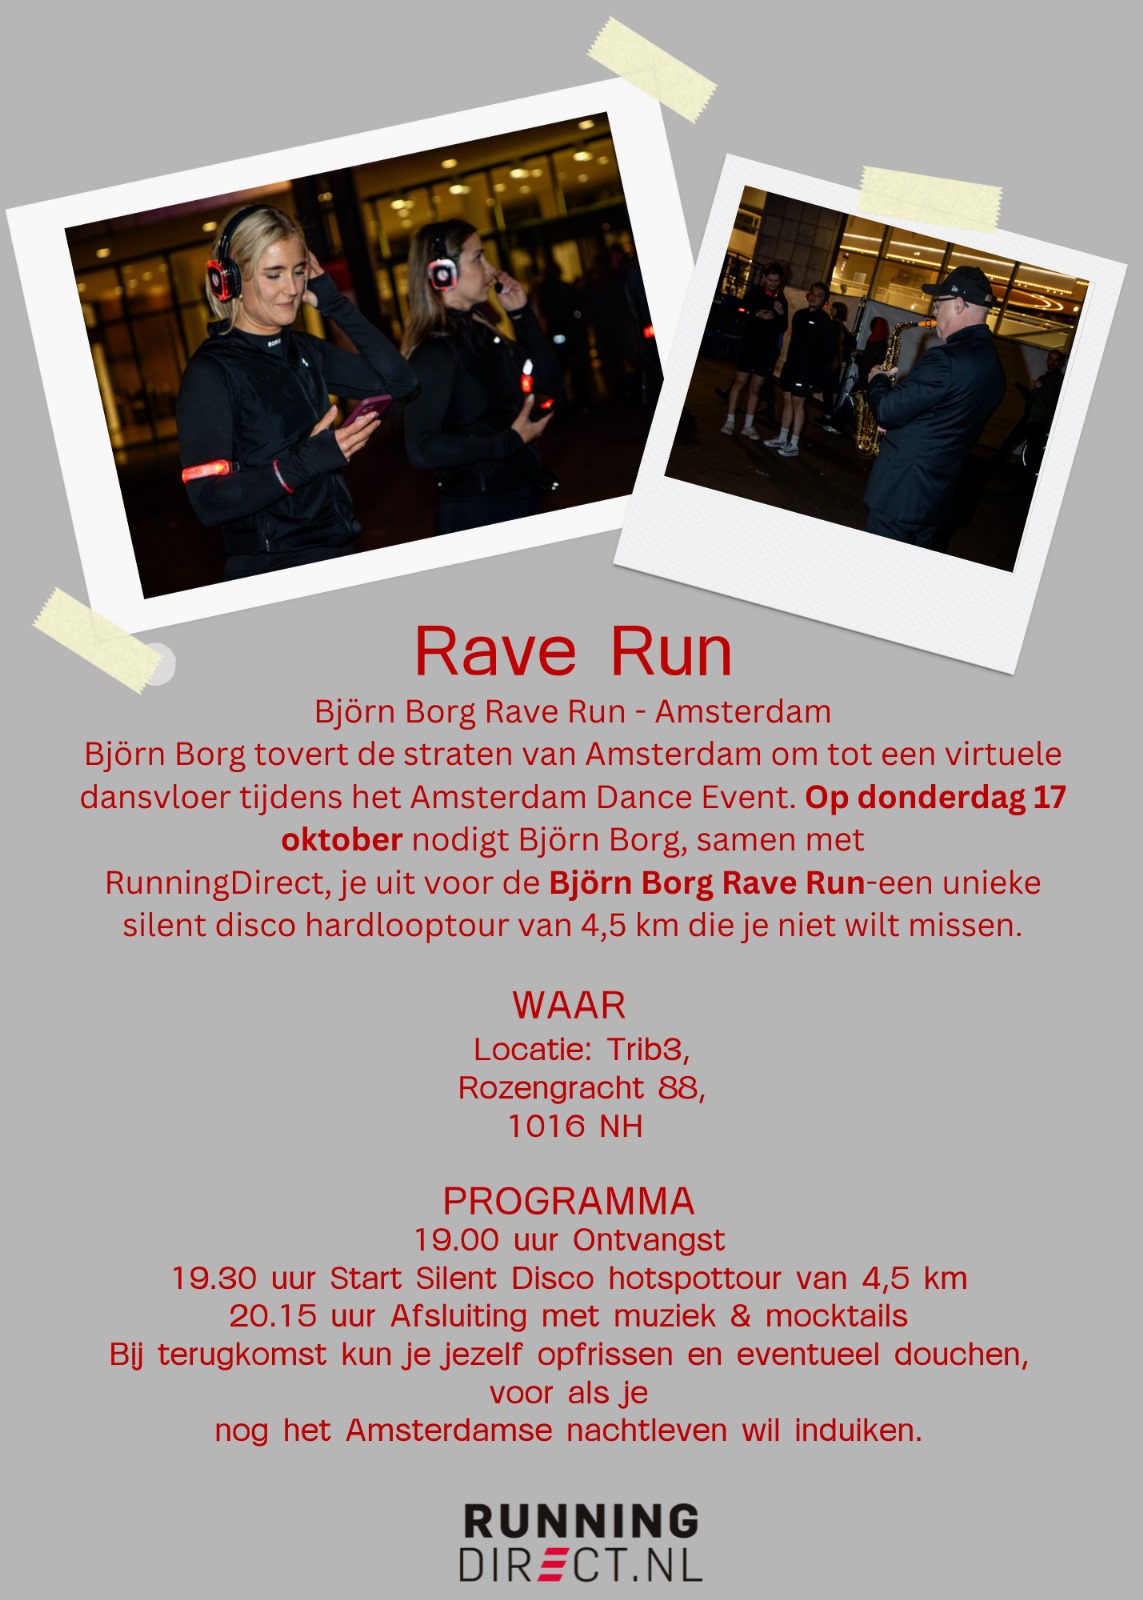 BORG
Rave Run
Björn Borg Rave Run - Amsterdam
Björn Borg tovert de straten van Amsterdam om tot een virtuele
dansvloer tijdens het Amsterdam Dance Event. Op donderdag 17
oktober nodigt Björn Borg, samen met
RunningDirect, je uit voor de Björn Borg Rave Run-een unieke
silent disco hardlooptour van 4,5 km die je niet wilt missen.
WAAR
Locatie: Trib3,
Rozengracht 88,
1016 NH
PROGRAMMA
19.00 uur Ontvangst
19.30 uur Start Silent Disco hotspottour van 4,5 km
20.15 uur Afsluiting met muziek & mocktails
Bij terugkomst kun je jezelf opfrissen en eventueel douchen,
voor als je
nog het Amsterdamse nachtleven wil induiken.
RUNNING
DIRECT.NL